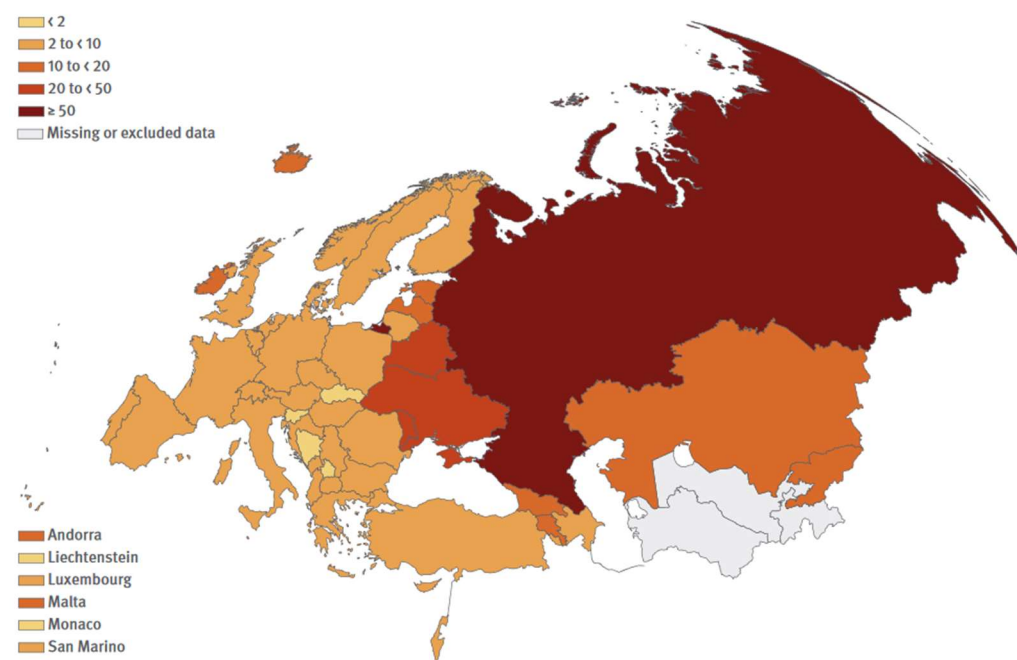 < 2
2 to < 10
10 to < 20
20 to < 50
≥ 50
Missing or excluded data
Andorra
Liechtenstein
Luxembourg
Malta
Monaco
San Marino